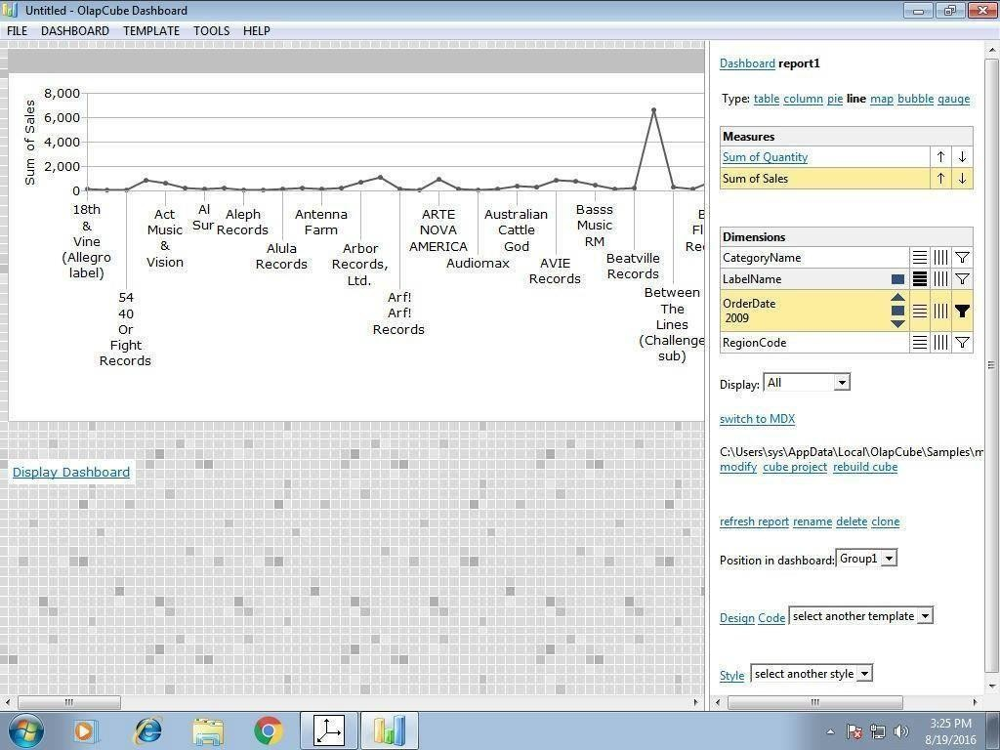 Untitled - OlapCube Dashboard
FILE DASHBOARD TEMPLATE TOOLS HELP
Sum of Sales
8,000
6,000
4,000
2,000
0
18th
&
Vine
(Allegro
label)
54
40
Or
Fight
Records
Act
Music
&
Vision
Al
Sur
Aleph
Records
Alula
Records
Antenna
Farm
Arbor
Records,
Ltd.
Arf!
Arf!
Records
ARTE
NOVA
AMERICA
Audiomax
Australian
Cattle
God
AVIE
Records
Basss
Music
RM
Beatville
Records
Between
The
Lines
(Challenge
sub)
B
Fl
Rec
Display Dashboard
Dashboard report1
Type: table column pie line map bubble gauge
Measures
Sum of Quantity
Sum of Sales
Dimensions
CategoryName
LabelName
OrderDate
2009
RegionCode
Display: All
switch to MDX
C:\Users\sys\AppData\Local\OlapCube\Samples\m
modify cube project rebuild cube
refresh report rename delete clone
Position in dashboard: Group1
Design Code select another template
Style select another style
3:25 PM
8/19/2016